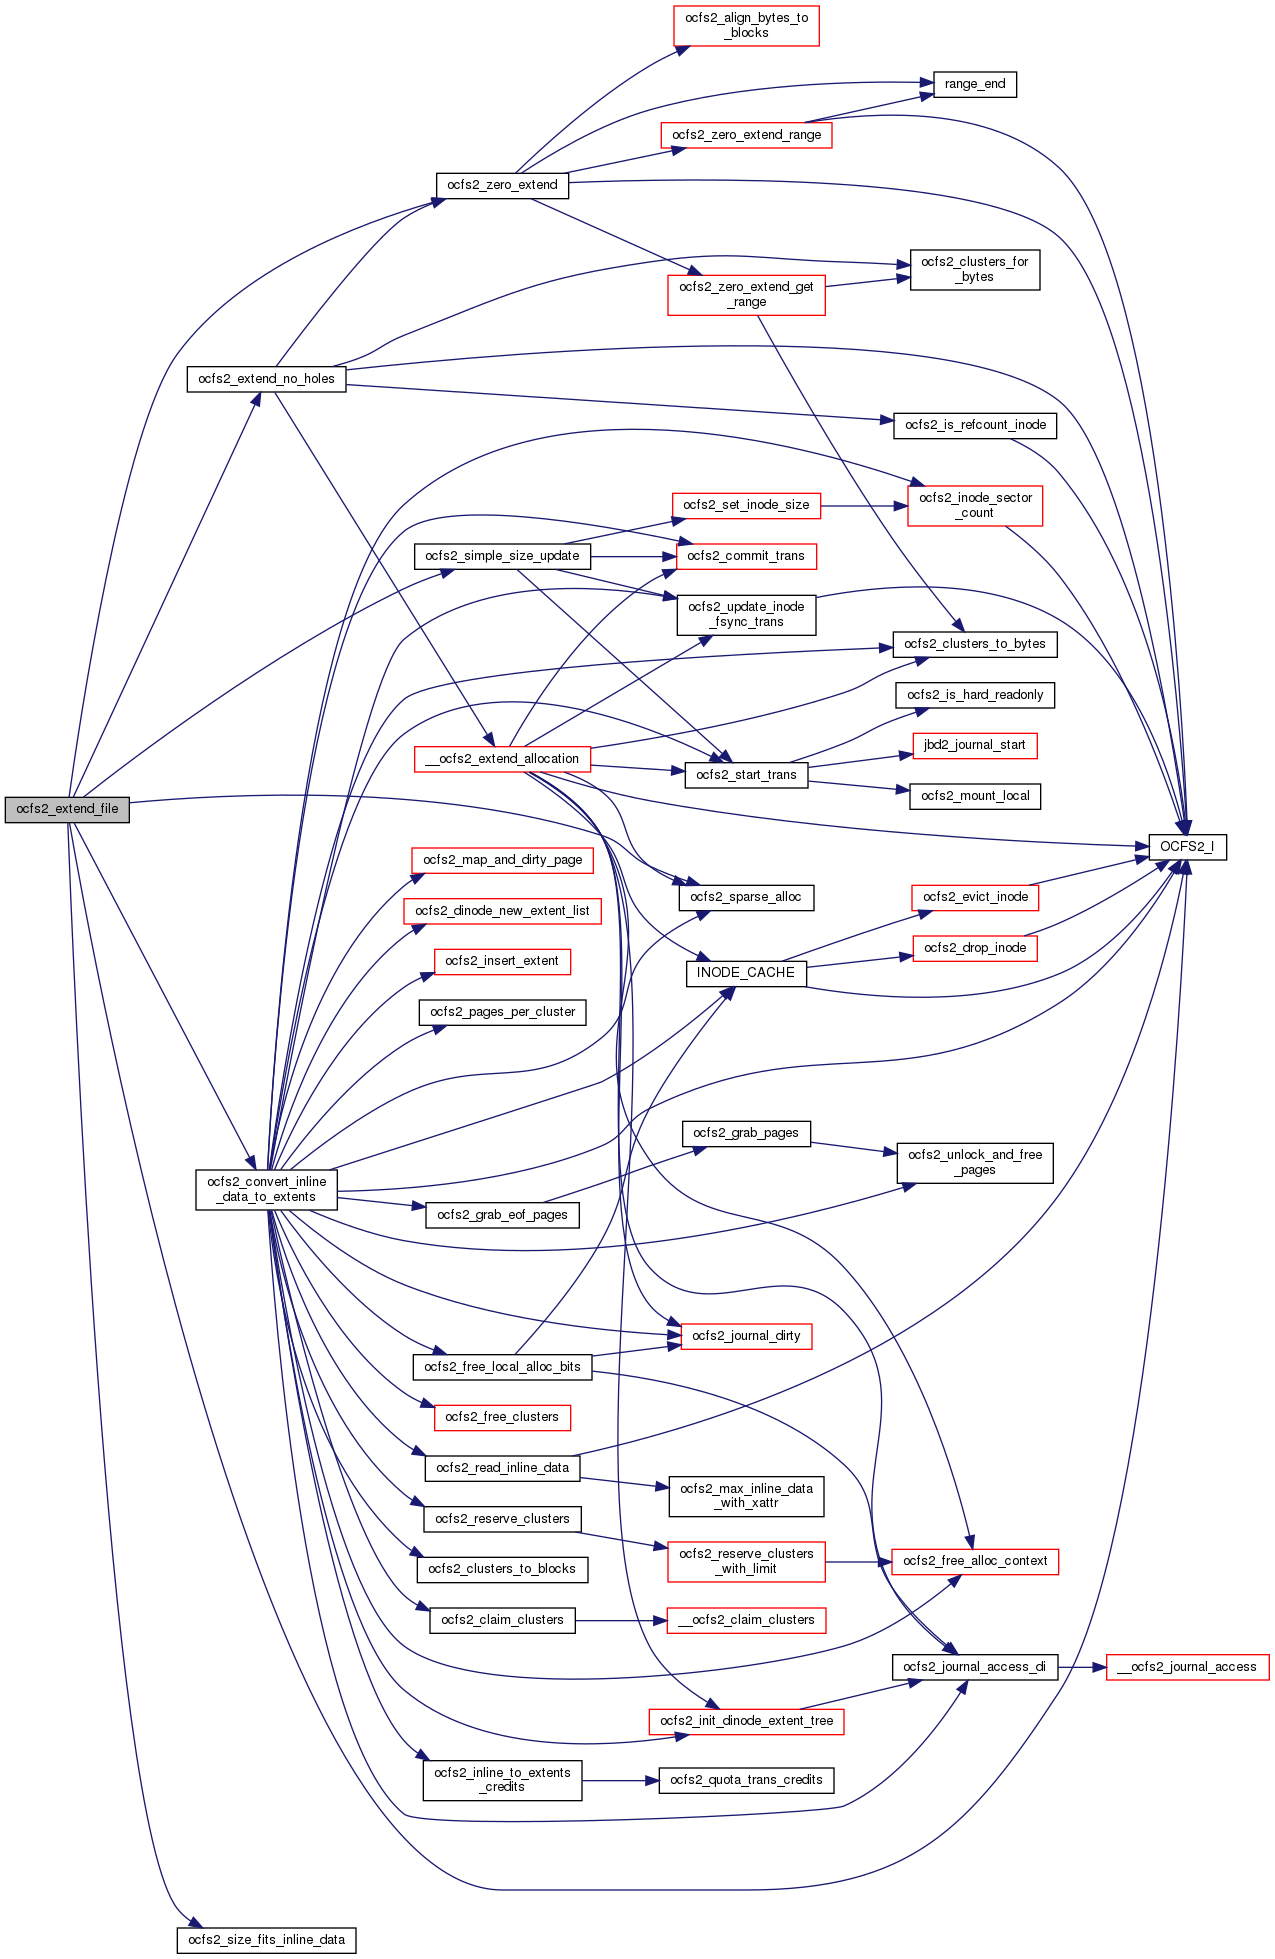 ocfs2_align_bytes_to
_blocks
range_end
ocfs2_zero_extend_range
ocfs2_zero_extend
ocfs2_clusters_for
_bytes
ocfs2_zero_extend_get
_range
ocfs2_extend_no_holes
ocfs2_is_refcount_inode
ocfs2_inode_sector
_count
ocfs2_set_inode_size
ocfs2_simple_size_update
ocfs2_commit_trans
ocfs2_update_inode
_fsync_trans
ocfs2_clusters_to_bytes
ocfs2_is_hard_readonly
jbd2_journal_start
__ocfs2_extend_allocation
ocfs2_start_trans
ocfs2_mount_local
ocfs2_extend_file
OCFS2_I
ocfs2_map_and_dirty_page
ocfs2_sparse_alloc
ocfs2_evict_inode
ocfs2_dinode_new_extent_list
ocfs2_drop_inode
ocfs2_insert_extent
INODE_CACHE
ocfs2_pages_per_cluster
ocfs2_grab_pages
ocfs2_unlock_and_free
_pages
ocfs2_convert_inline
_data_to_extents
ocfs2_grab_eof_pages
ocfs2_journal_dirty
ocfs2_free_local_alloc_bits
ocfs2_free_clusters
ocfs2_read_inline_data
ocfs2_max_inline_data
_with_xattr
ocfs2_reserve_clusters
ocfs2_reserve_clusters
_with_limit
ocfs2_free_alloc_context
ocfs2_clusters_to_blocks
ocfs2_claim_clusters
__ocfs2_claim_clusters
ocfs2_journal_access_di
__ocfs2_journal_access
ocfs2_init_dinode_extent_tree
ocfs2_inline_to_extents
_credits
ocfs2_quota_trans_credits
ocfs2_size_fits_inline_data